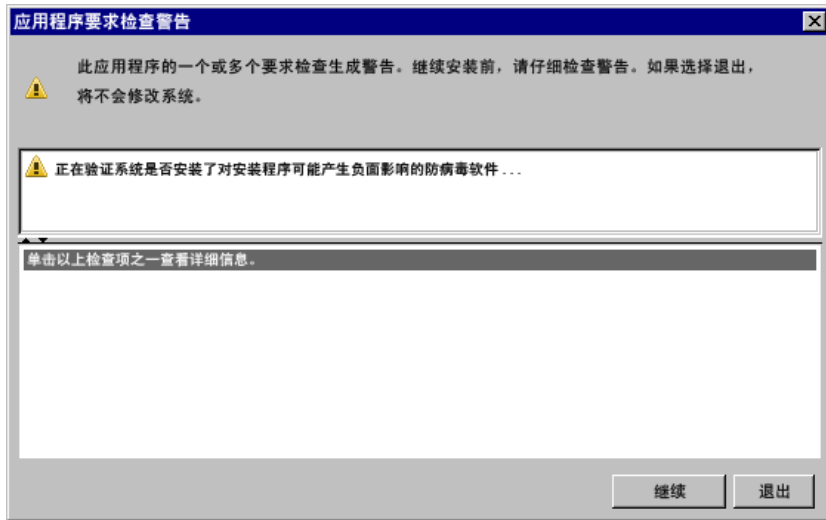 应用程序要求检查警告
此应用程序的一个或多个要求检查生成警告。继续安装前，请仔细检查警告。如果选择退出，
将不会修改系统。
正在验证系统是否安装了对安装程序可能产生负面影响的防病毒软件...
单击以上检查项之一查看详细信息。
继续 退出